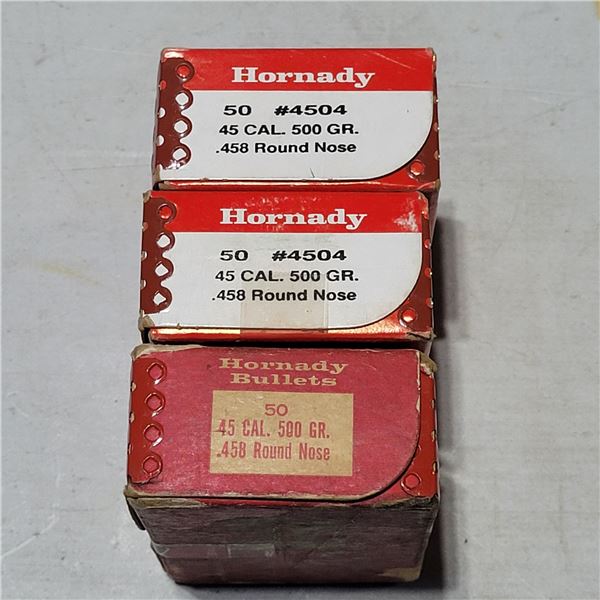 Hornady
50 #4504
45 CAL. 500 GR.
.458 Round Nose
Hornady
50 #4504
45 CAL. 500 GR.
.458 Round Nose
Hornady
Bullets
50
45 CAL. 500 GR.
.458 Round Nose